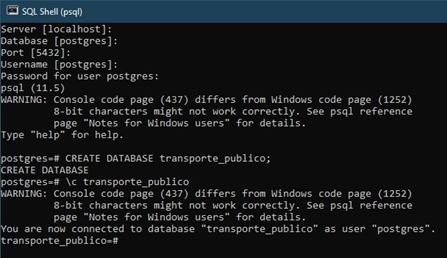 SQL Shell (psql)
Server [localhost]:
Database [postgres]:
Port [5432]:
Username [postgres]:
Password for user postgres:
psql (11.5)
WARNING: Console code page (437) differs from Windows code page (1252)
         8-bit characters might not work correctly. See psql reference
         page "Notes for Windows users" for details.
Type "help" for help.

postgres=# CREATE DATABASE transporte_publico;
CREATE DATABASE
postgres=# \c transporte_publico
WARNING: Console code page (437) differs from Windows code page (1252)
         8-bit characters might not work correctly. See psql reference
         page "Notes for Windows users" for details.
You are now connected to database "transporte_publico" as user "postgres".
transporte_publico=#